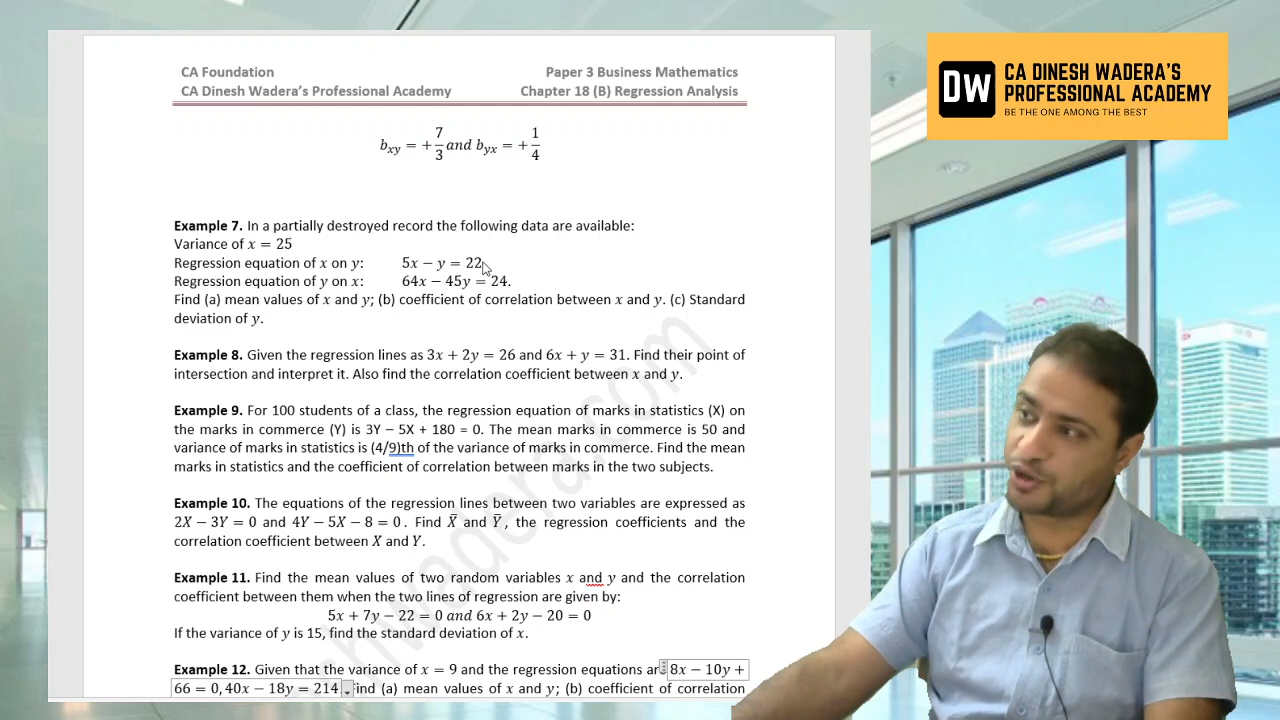 CA Foundation Paper 3 Business Mathematics
CA Dinesh Wadera's Professional Academy Chapter 18 (B) Regression Analysis
b_xy = +7/3 and b_yx = +1/4
Example 7. In a partially destroyed record the following data are available:
Variance of x = 25
Regression equation of x on y: 5x − y = 22
Regression equation of y on x: 64x − 45y = 24.
Find (a) mean values of x and y; (b) coefficient of correlation between x and y. (c) Standard
deviation of y.
Example 8. Given the regression lines as 3x + 2y = 26 and 6x + y = 31. Find their point of
intersection and interpret it. Also find the correlation coefficient between x and y.
Example 9. For 100 students of a class, the regression equation of marks in statistics (X) on
the marks in commerce (Y) is 3Y − 5X + 180 = 0. The mean marks in commerce is 50 and
variance of marks in statistics is (4/9)th of the variance of marks in commerce. Find the mean
marks in statistics and the coefficient of correlation between marks in the two subjects.
Example 10. The equations of the regression lines between two variables are expressed as
2X − 3Y = 0 and 4Y − 5X − 8 = 0. Find X̄ and Ȳ, the regression coefficients and the
correlation coefficient between X and Y.
Example 11. Find the mean values of two random variables x and y and the correlation
coefficient between them when the two lines of regression are given by:
5x + 7y − 22 = 0 and 6x + 2y − 20 = 0
If the variance of y is 15, find the standard deviation of x.
Example 12. Given that the variance of x = 9 and the regression equations ar 8x − 10y +
66 = 0, 40x − 18y = 214 ind (a) mean values of x and y; (b) coefficient of correlation
DW
CA DINESH WADERA'S
PROFESSIONAL ACADEMY
BE THE ONE AMONG THE BEST